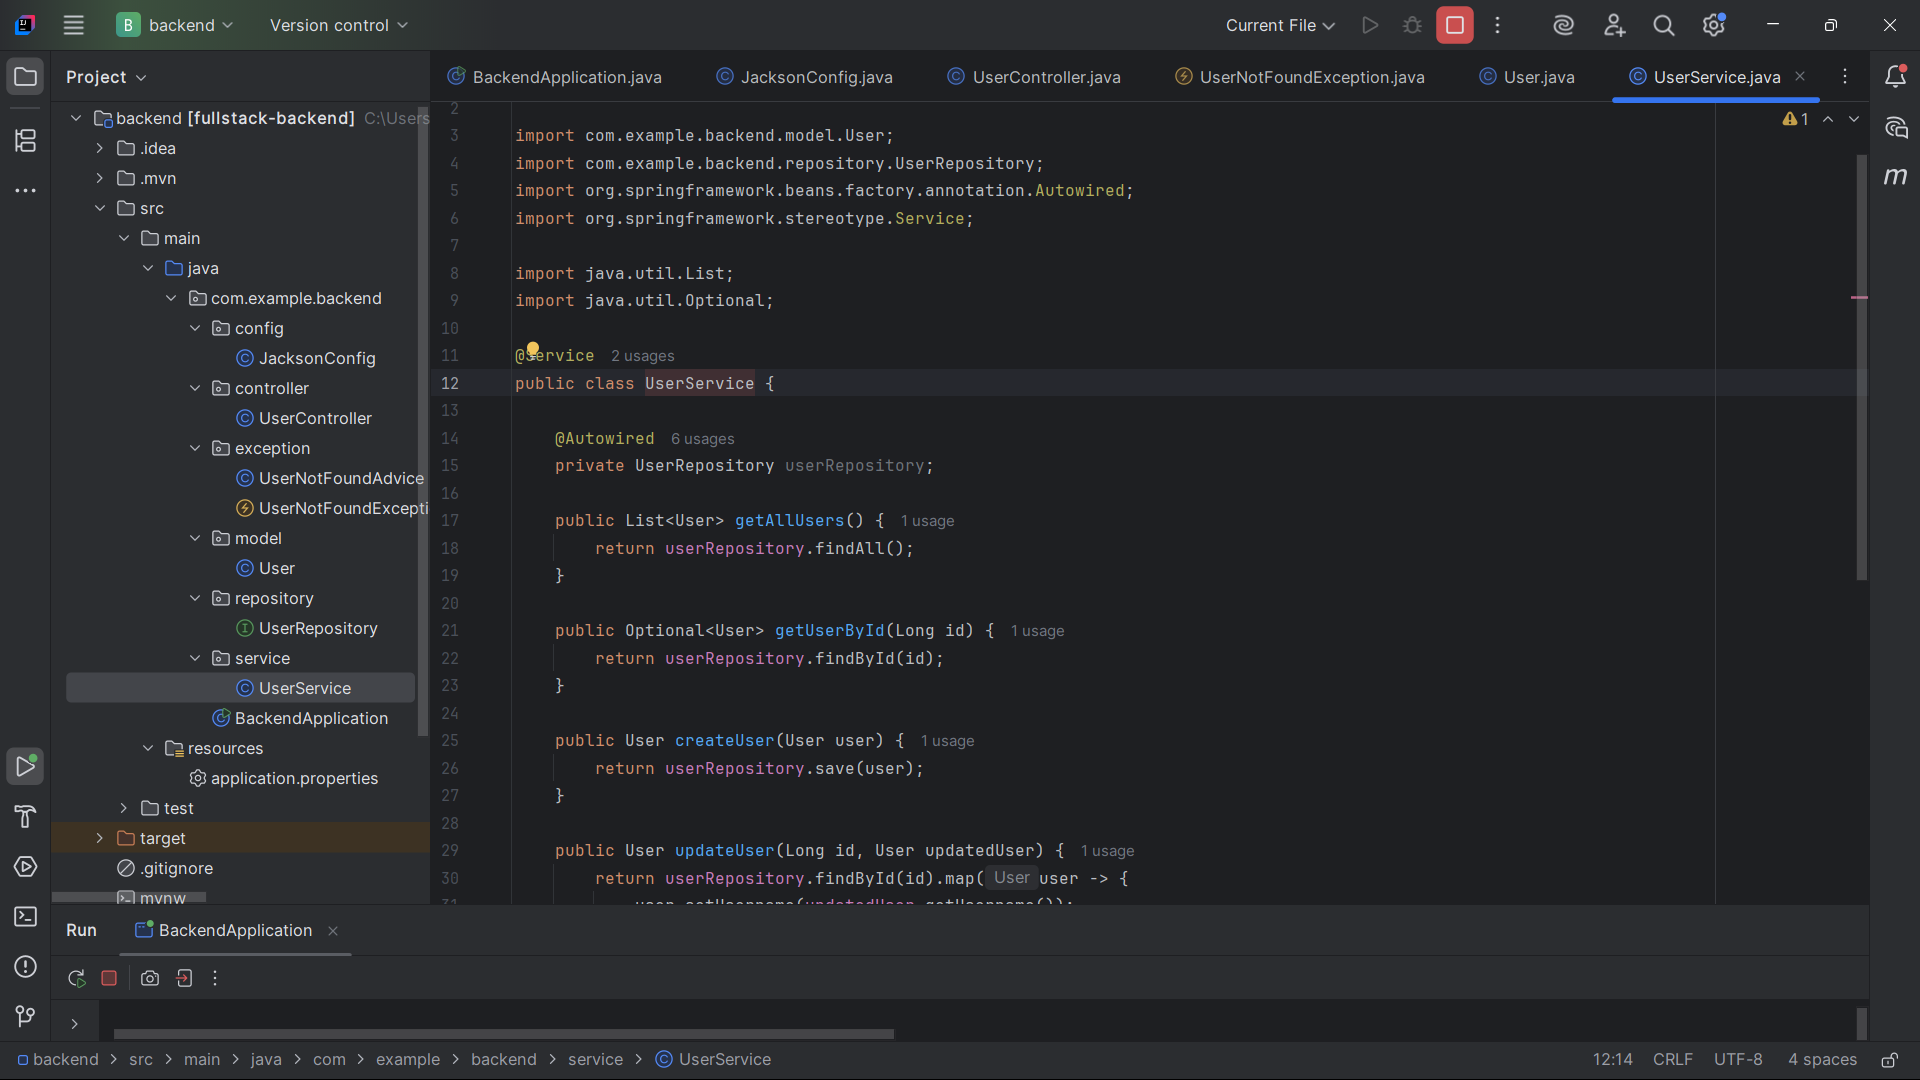 B backend
Version control
Current File
Project
BackendApplication.java
JacksonConfig.java
UserController.java
UserNotFoundException.java
User.java
UserService.java
backend [fullstack-backend] C:\Users
.idea
.mvn
src
main
java
com.example.backend
config
JacksonConfig
controller
UserController
exception
UserNotFoundAdvice
UserNotFoundExcepti
model
User
repository
UserRepository
service
UserService
BackendApplication
resources
application.properties
test
target
.gitignore
mvnw
1
2
3 import com.example.backend.model.User;
4 import com.example.backend.repository.UserRepository;
5 import org.springframework.beans.factory.annotation.Autowired;
6 import org.springframework.stereotype.Service;
7
8 import java.util.List;
9 import java.util.Optional;
10
11 @Service 2 usages
12 public class UserService {
13
14 @Autowired 6 usages
15 private UserRepository userRepository;
16
17 public List<User> getAllUsers() { 1 usage
18 return userRepository.findAll();
19 }
20
21 public Optional<User> getUserById(Long id) { 1 usage
22 return userRepository.findById(id);
23 }
24
25 public User createUser(User user) { 1 usage
26 return userRepository.save(user);
27 }
28
29 public User updateUser(Long id, User updatedUser) { 1 usage
30 return userRepository.findById(id).map( User user -> {
31 user.setUsername(updatedUser.getUsername());
m
Run
BackendApplication
backend > src > main > java > com > example > backend > service > UserService
12:14 CRLF UTF-8 4 spaces